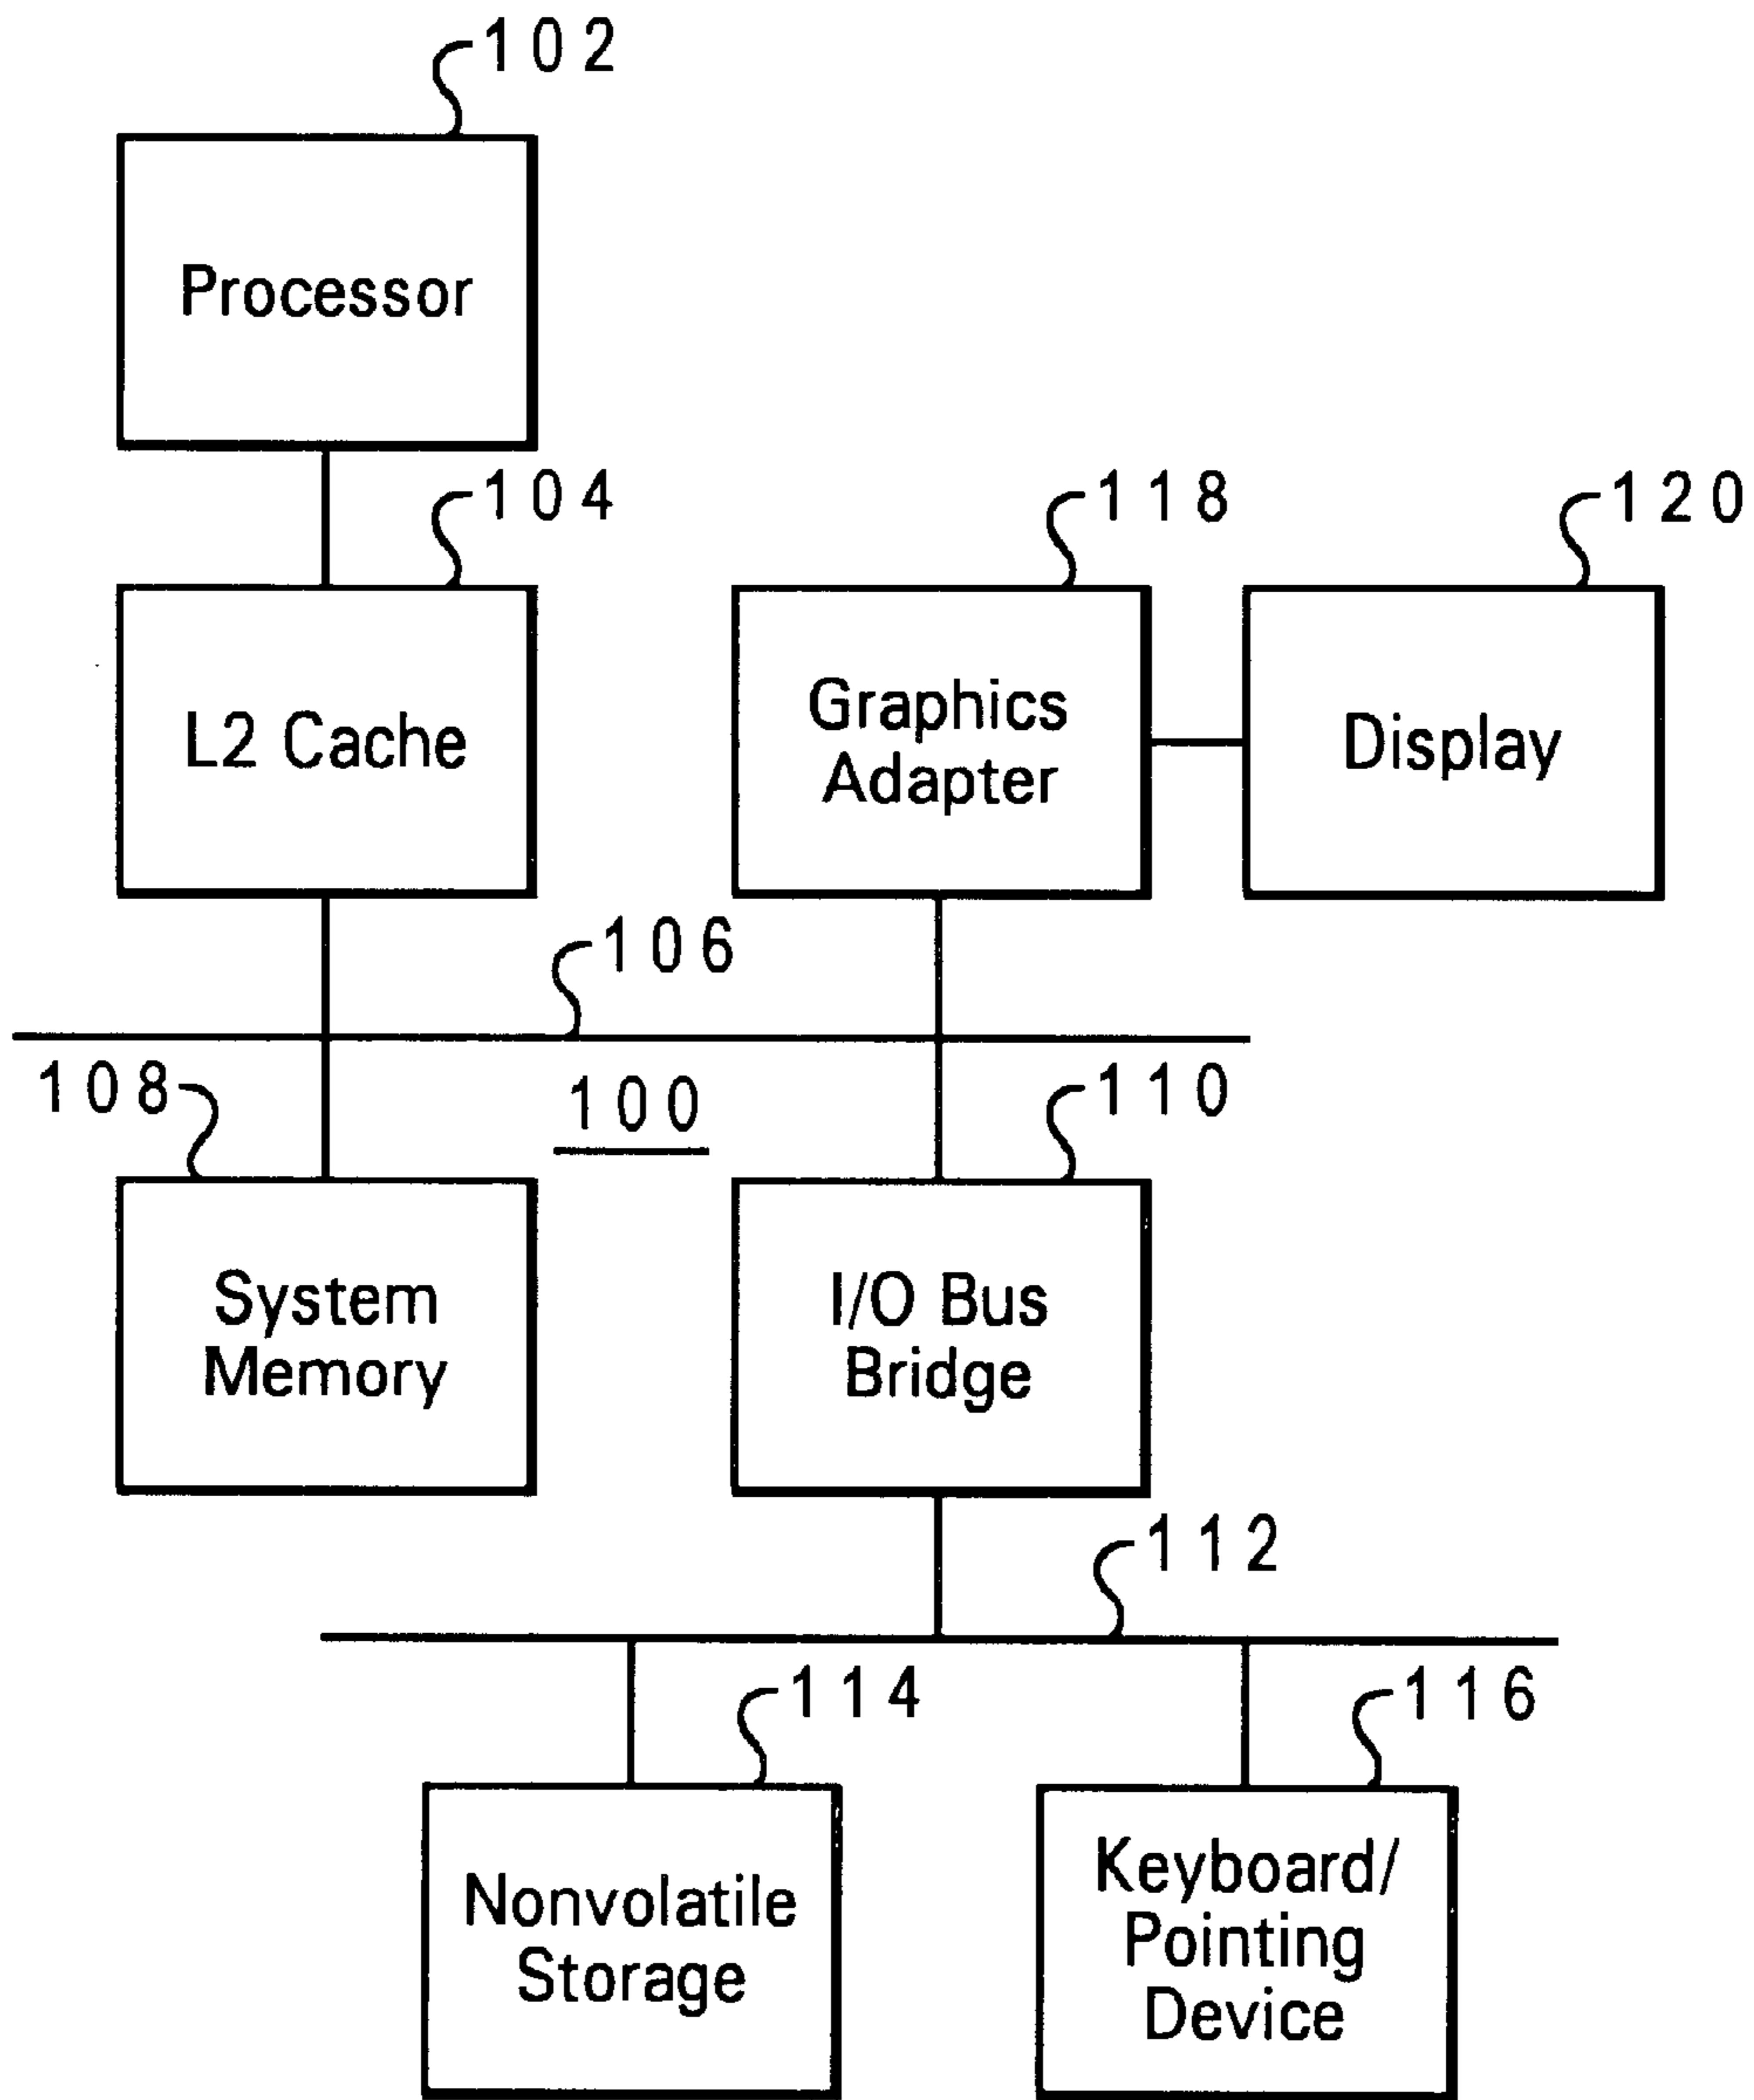 102
Processor
104
118
120
L2 Cache
Graphics
Adapter
Display
106
108
100
110
System
Memory
I/O Bus
Bridge
112
114
116
Nonvolatile
Storage
Keyboard/
Pointing
Device